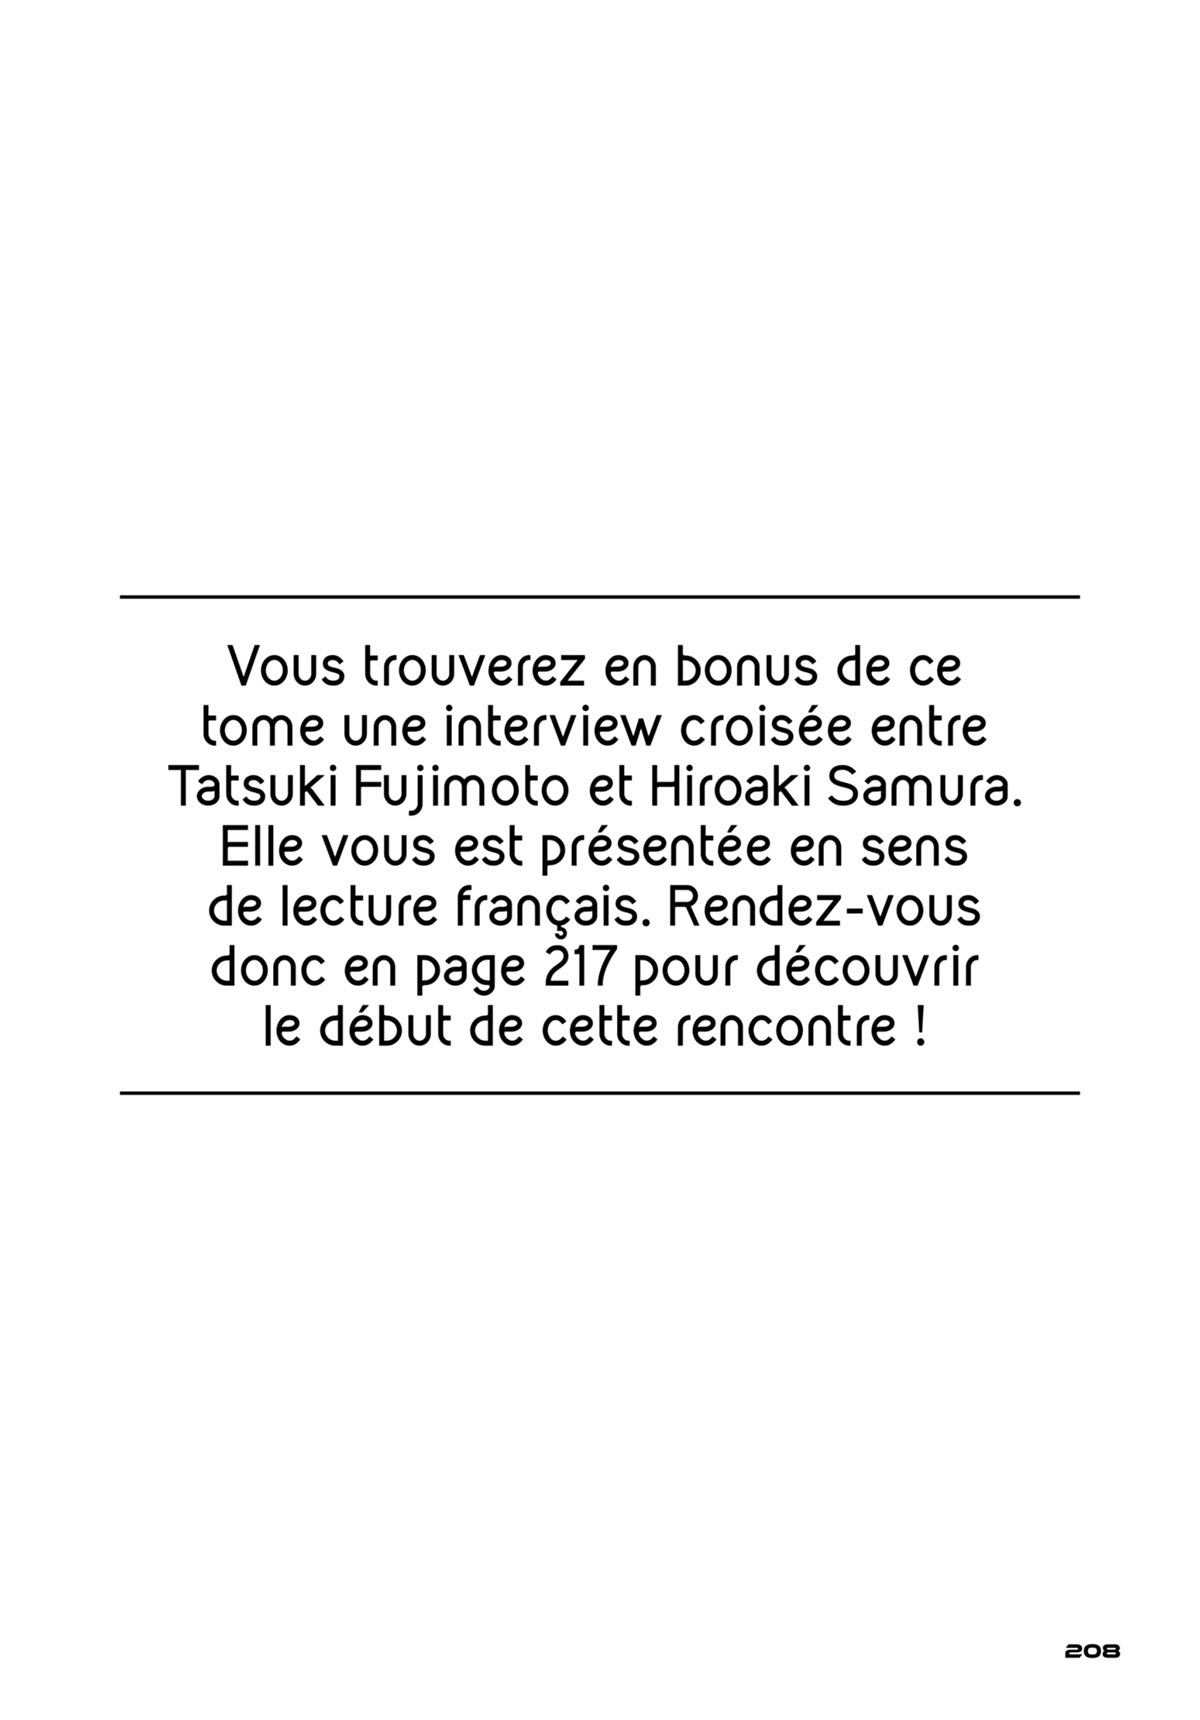 Vous trouverez en bonus de ce
tome une interview croisée entre
Tatsuki Fujimoto et Hiroaki Samura.
Elle vous est présentée en sens
de lecture français. Rendez-vous
donc en page 217 pour découvrir
le début de cette rencontre !
208